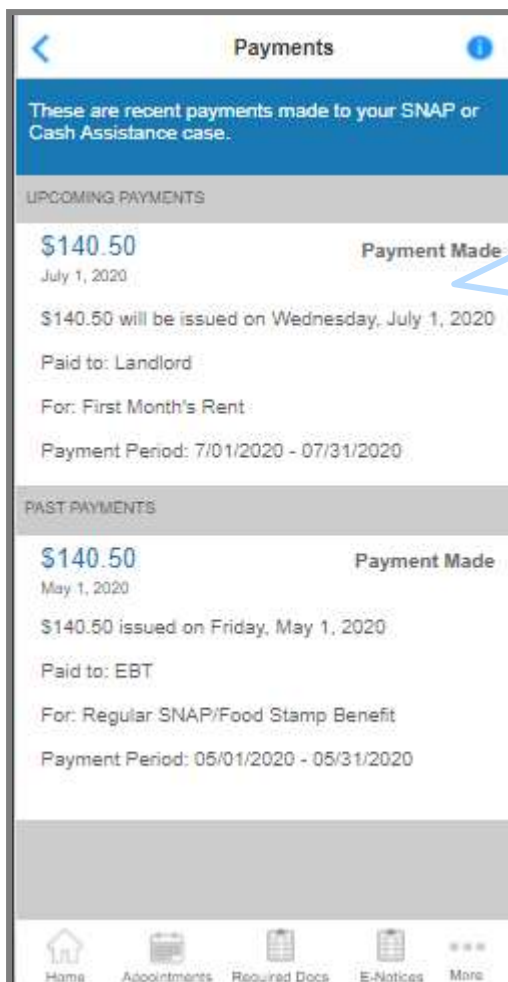 Payments
These are recent payments made to your SNAP or
Cash Assistance case.
UPCOMING PAYMENTS
$140.50
Payment Made
July 1, 2020
$140.50 will be issued on Wednesday, July 1, 2020
Paid to: Landlord
For: First Month's Rent
Payment Period: 7/01/2020 - 07/31/2020
PAST PAYMENTS
$140.50
Payment Made
May 1, 2020
$140.50 issued on Friday, May 1, 2020
Paid to: EBT
For: Regular SNAP/Food Stamp Benefit
Payment Period: 05/01/2020 - 05/31/2020
Home Appointments Required Docs E-Notices More